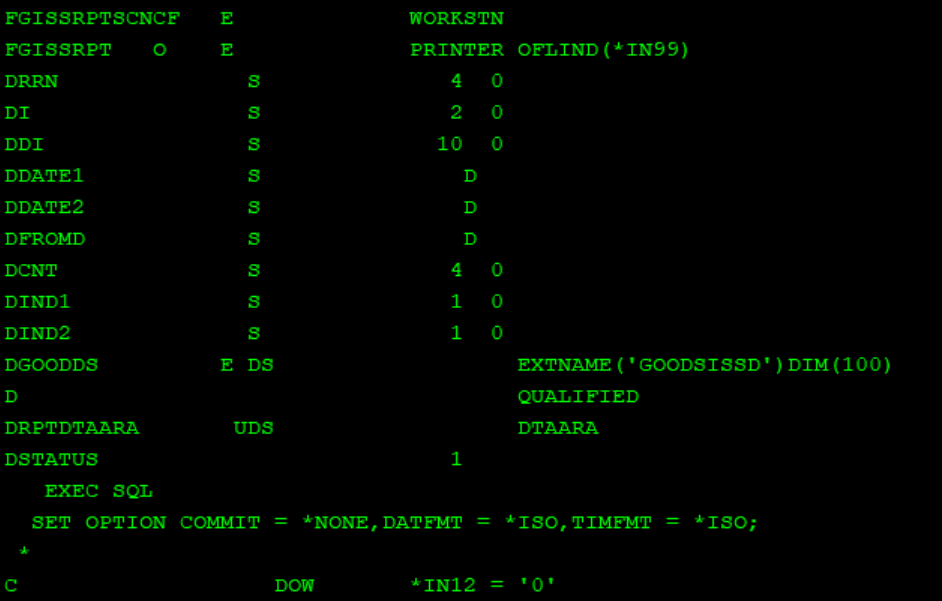 FGISSRPTSCNCF   E             WORKSTN
FGISSRPT   O    E             PRINTER OFLIND(*IN99)
DRRN              S              4  0
DI                S              2  0
DDI               S             10  0
DDATE1            S               D
DDATE2            S               D
DFROMD            S               D
DCNT              S              4  0
DIND1             S              1  0
DIND2             S              1  0
DGOODDS         E DS                  EXTNAME('GOODSISSD')DIM(100)
D                                     QUALIFIED
DRPTDTAARA       UDS                  DTAARA
DSTATUS                          1
   EXEC SQL
  SET OPTION COMMIT = *NONE,DATFMT = *ISO,TIMFMT = *ISO;
 *
C                   DOW       *IN12 = '0'